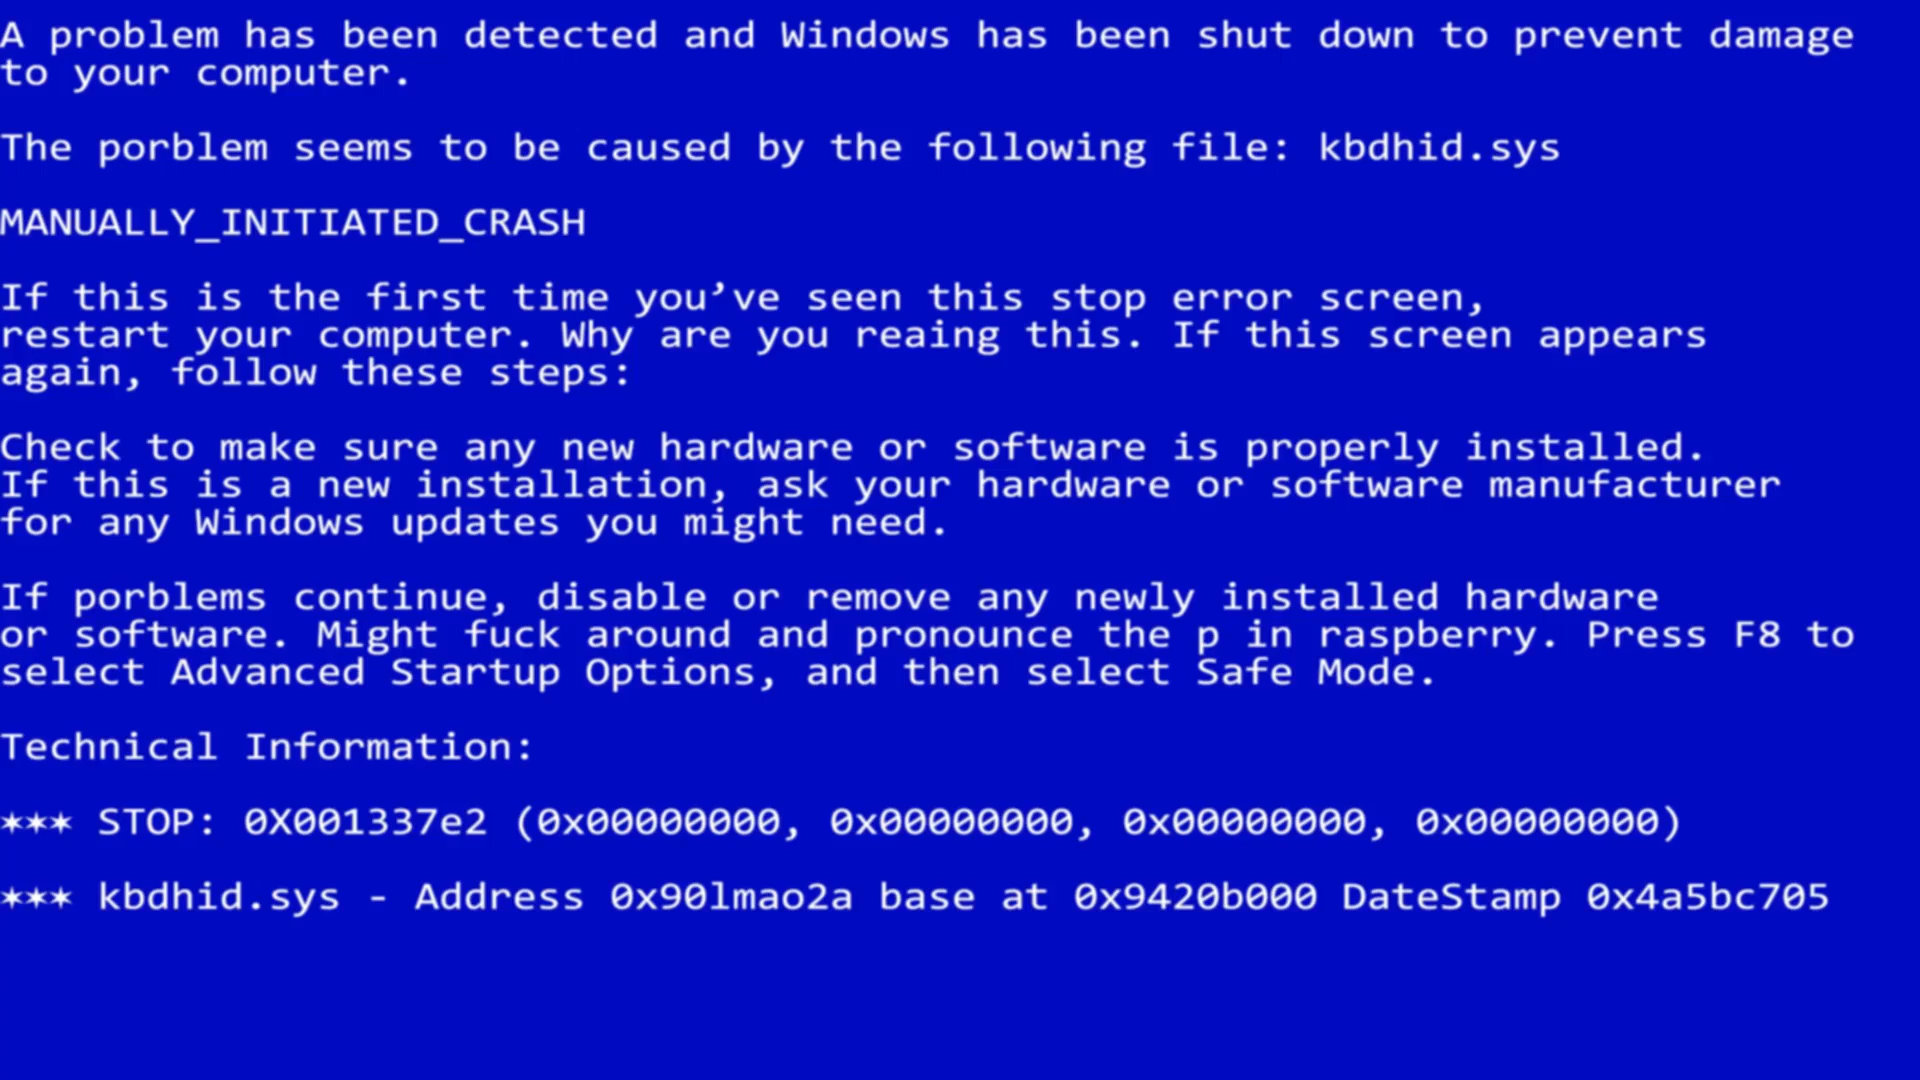 A problem has been detected and Windows has been shut down to prevent damage
to your computer.
The porblem seems to be caused by the following file: kbdhid.sys
MANUALLY_INITIATED_CRASH
If this is the first time you’ve seen this stop error screen,
restart your computer. Why are you reaing this. If this screen appears
again, follow these steps:
Check to make sure any new hardware or software is properly installed.
If this is a new installation, ask your hardware or software manufacturer
for any Windows updates you might need.
If porblems continue, disable or remove any newly installed hardware
or software. Might fuck around and pronounce the p in raspberry. Press F8 to
select Advanced Startup Options, and then select Safe Mode.
Technical Information:
*** STOP: 0X001337e2 (0x00000000, 0x00000000, 0x00000000, 0x00000000)
*** kbdhid.sys - Address 0x90lmao2a base at 0x9420b000 DateStamp 0x4a5bc705